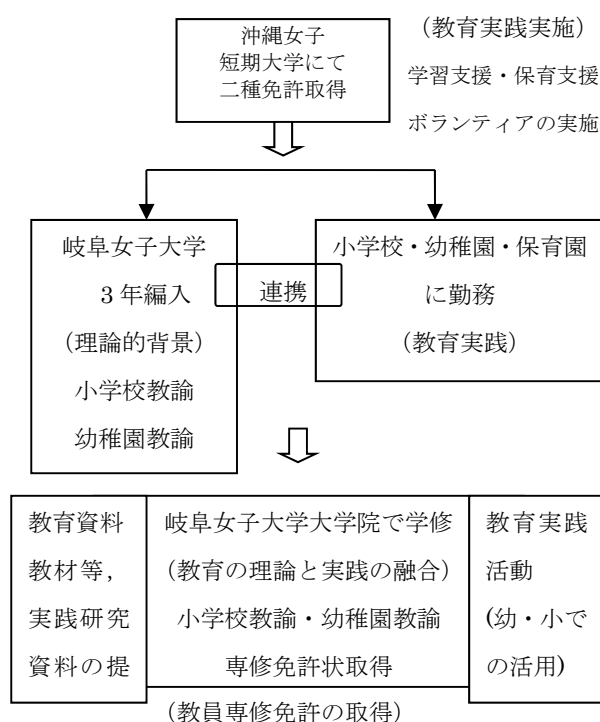 沖縄女子
短期大学にて
二種免許取得
(教育実践実施)
学習支援・保育支援
ボランティアの実施
岐阜女子大学
3年編入
(理論的背景)
小学校教諭
幼稚園教諭
連携
小学校・幼稚園・保育園
に勤務
(教育実践)
教育資料
教材等,
実践研究
資料の提
岐阜女子大学大学院で学修
(教育の理論と実践の融合)
小学校教諭・幼稚園教諭
専修免許状取得
教育実践
活動
(幼・小で
の活用)
(教員専修免許の取得)